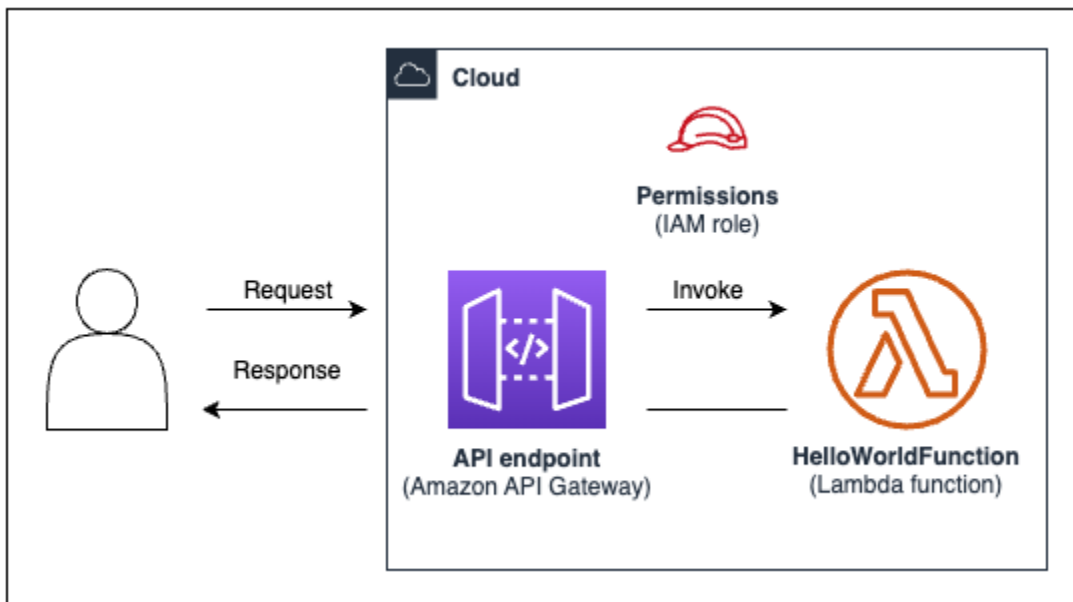 Cloud
Permissions
(IAM role)
Request
Invoke
Response
</>
API endpoint
(Amazon API Gateway)
HelloWorldFunction
(Lambda function)